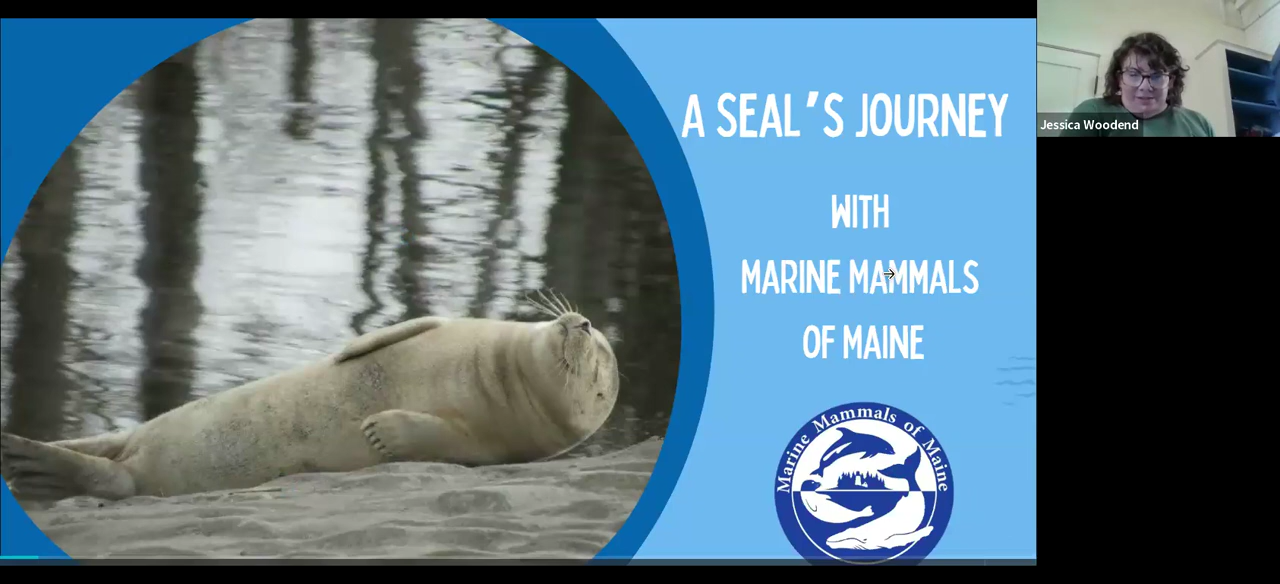 A SEAL'S JOURNEY
WITH
MARINE MAMMALS
OF MAINE
Marine Mammals of Maine
Jessica Woodend